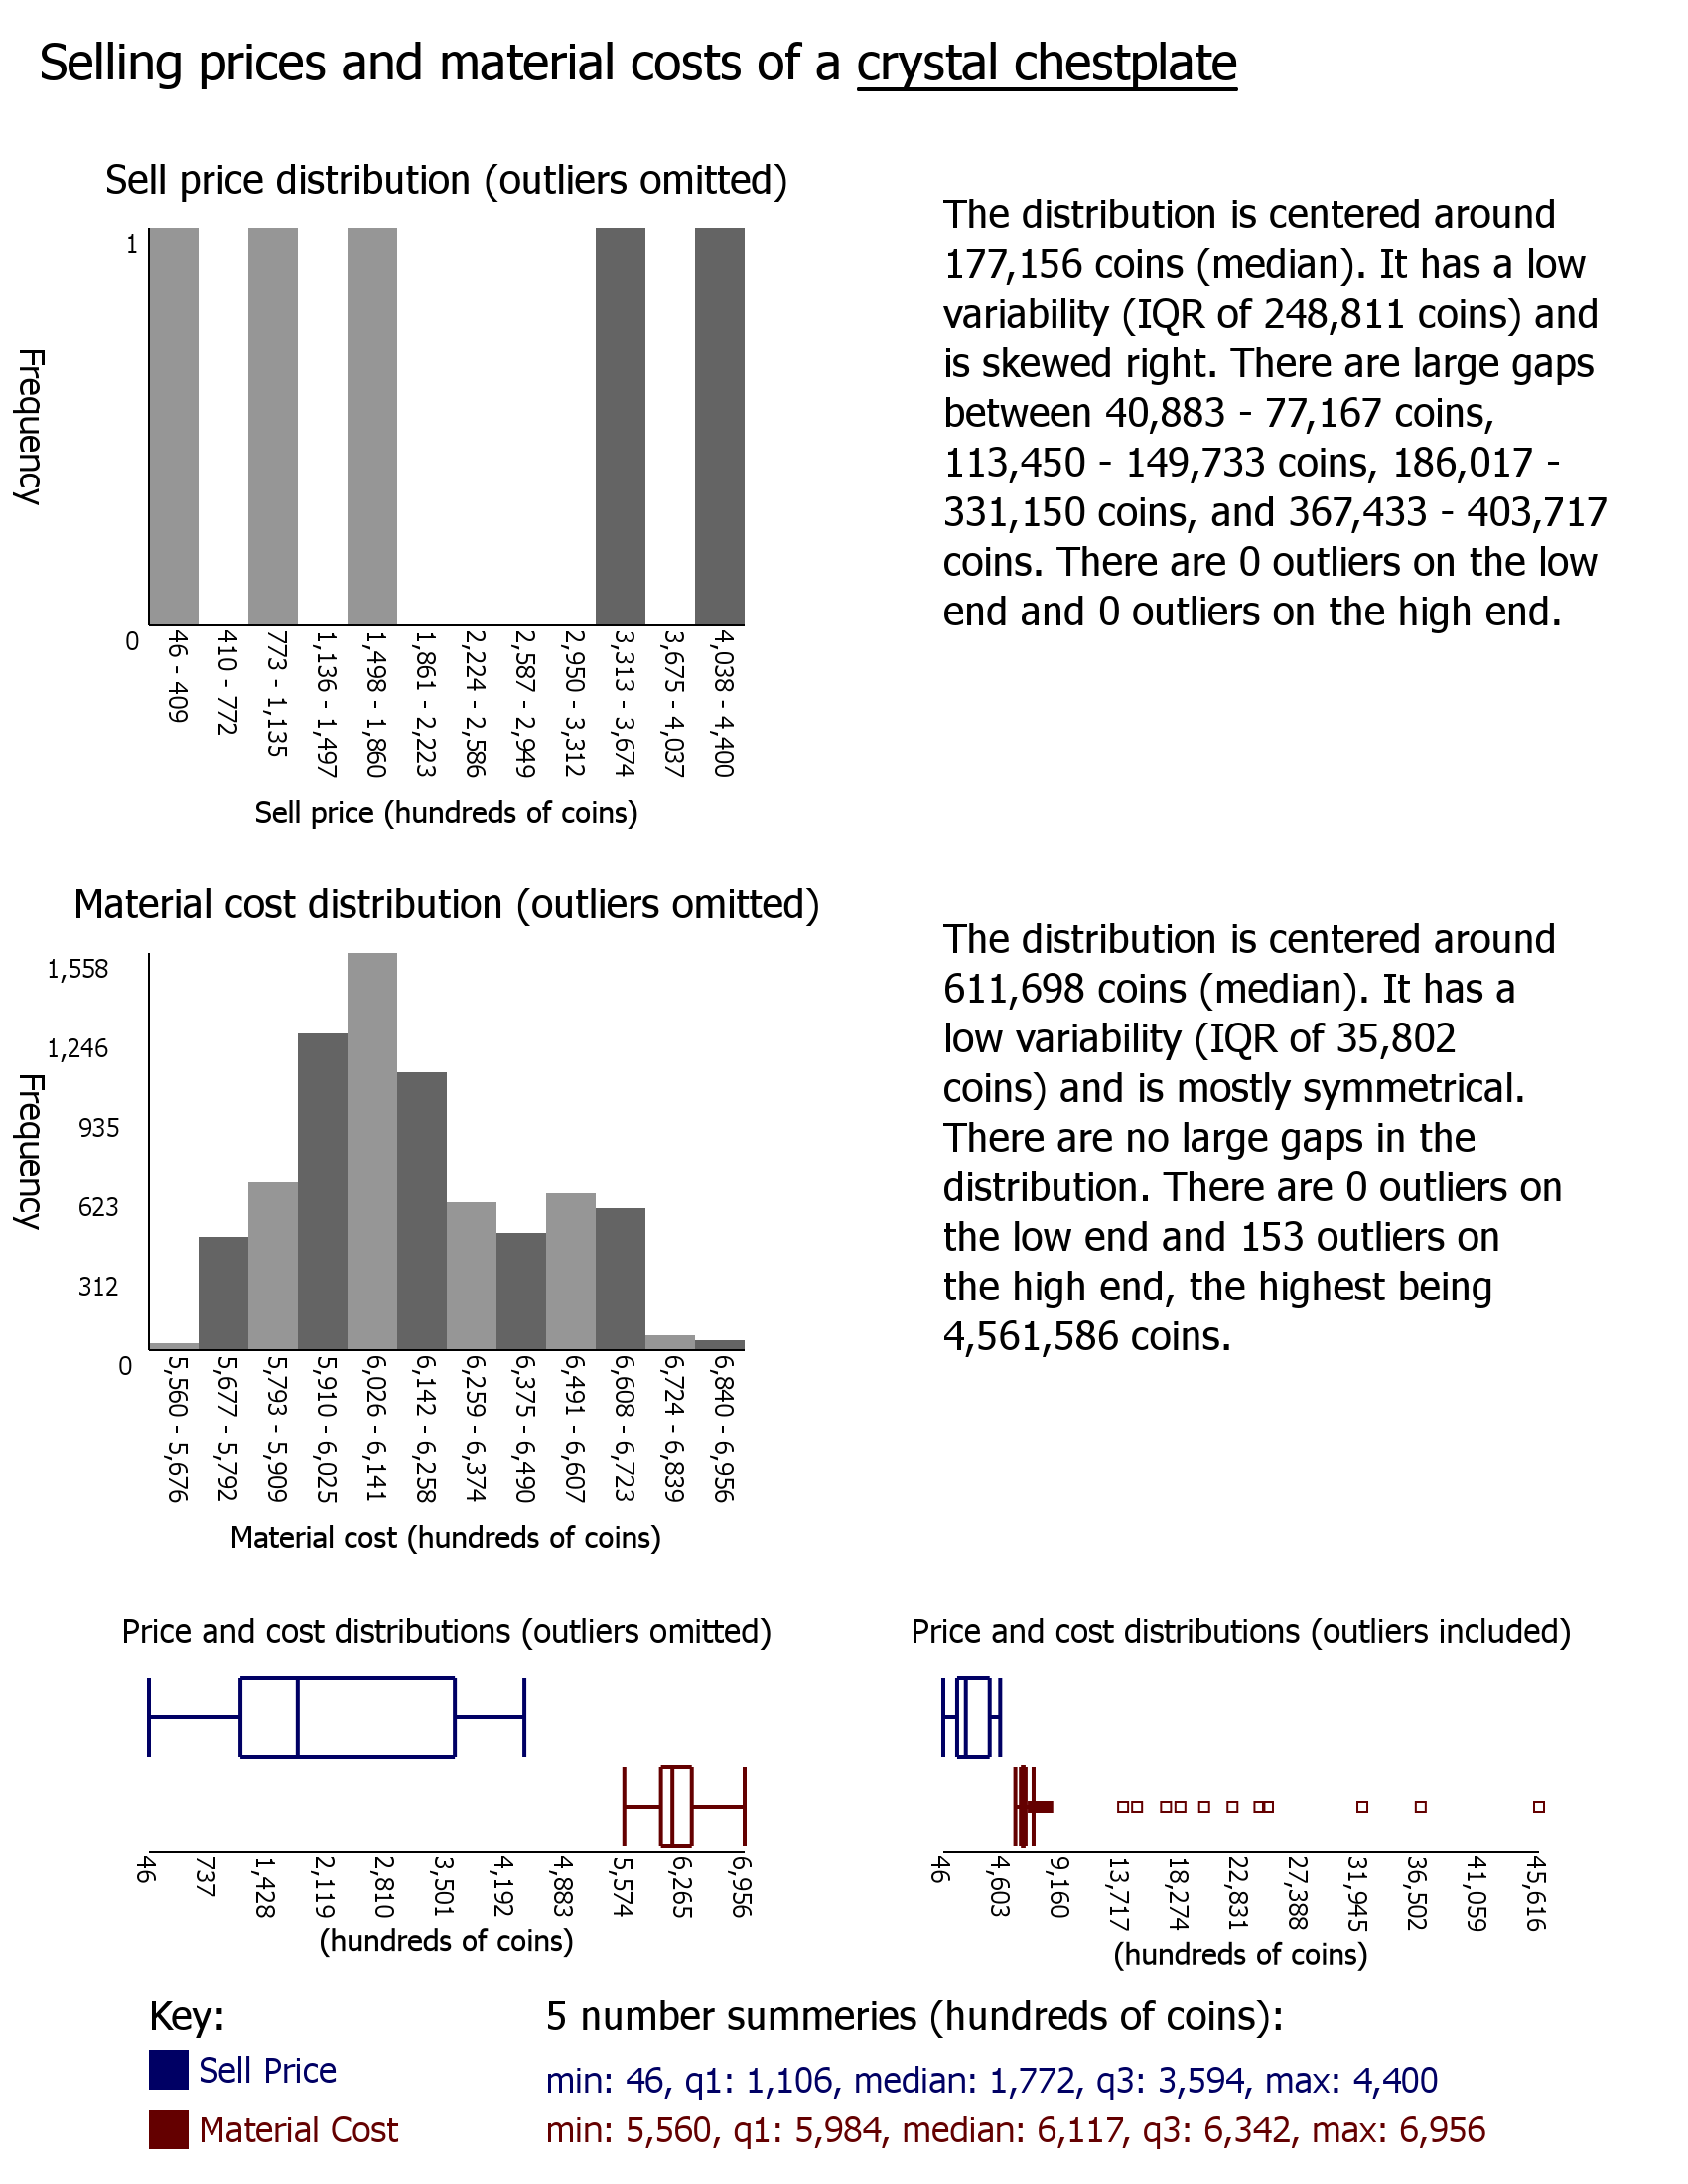 Selling prices and material costs of a crystal chestplate
Sell price distribution (outliers omitted)
Frequency
1
0
46 - 409
410 - 772
773 - 1,135
1,136 - 1,497
1,498 - 1,860
1,861 - 2,223
2,224 - 2,586
2,587 - 2,949
2,950 - 3,312
3,313 - 3,674
3,675 - 4,037
4,038 - 4,400
Sell price (hundreds of coins)
The distribution is centered around
177,156 coins (median). It has a low
variability (IQR of 248,811 coins) and
is skewed right. There are large gaps
between 40,883 - 77,167 coins,
113,450 - 149,733 coins, 186,017 -
331,150 coins, and 367,433 - 403,717
coins. There are 0 outliers on the low
end and 0 outliers on the high end.
Material cost distribution (outliers omitted)
Frequency
1,558
1,246
935
623
312
0
5,560 - 5,676
5,677 - 5,792
5,793 - 5,909
5,910 - 6,025
6,026 - 6,141
6,142 - 6,258
6,259 - 6,374
6,375 - 6,490
6,491 - 6,607
6,608 - 6,723
6,724 - 6,839
6,840 - 6,956
Material cost (hundreds of coins)
The distribution is centered around
611,698 coins (median). It has a
low variability (IQR of 35,802
coins) and is mostly symmetrical.
There are no large gaps in the
distribution. There are 0 outliers on
the low end and 153 outliers on
the high end, the highest being
4,561,586 coins.
Price and cost distributions (outliers omitted)
46
737
1,428
2,119
2,810
3,501
4,192
4,883
5,574
6,265
6,956
(hundreds of coins)
Price and cost distributions (outliers included)
46
4,603
9,160
13,717
18,274
22,831
27,388
31,945
36,502
41,059
45,616
(hundreds of coins)
Key:
Sell Price
Material Cost
5 number summeries (hundreds of coins):
min: 46, q1: 1,106, median: 1,772, q3: 3,594, max: 4,400
min: 5,560, q1: 5,984, median: 6,117, q3: 6,342, max: 6,956